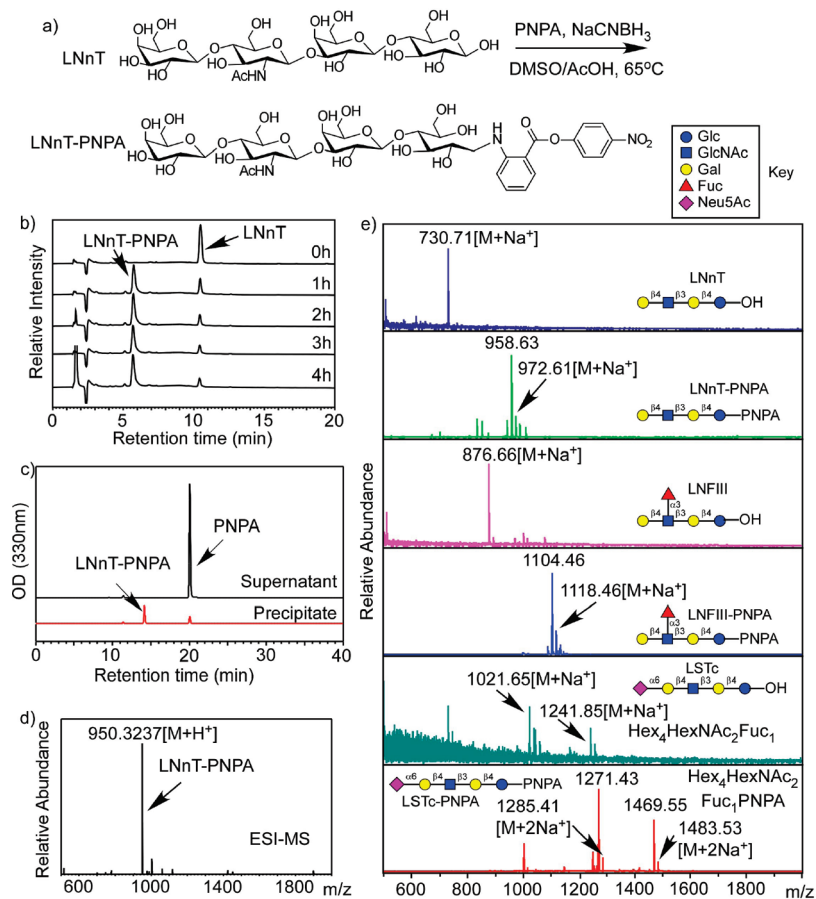 a)
LNnT
OH OH OH OH
HO O HO O O HO OH
OH AcHN OH OH
PNPA, NaCNBH3
DMSO/AcOH, 65ºC
LNnT-PNPA
OH OH OH OH OH
HO O HO O O HO
OH AcHN OH OH
H
N
O
O
NO2
Glc
GlcNAc
Gal
Fuc
Neu5Ac
Key
b)
LNnT-PNPA
LNnT
0h
1h
2h
3h
4h
Relative Intensity
0 5 10 15 20
Retention time (min)
c)
OD (330nm)
PNPA
LNnT-PNPA
Supernatant
Precipitate
0 10 20 30 40
Retention time (min)
d)
950.3237[M+H+]
LNnT-PNPA
ESI-MS
Relative Abundance
600 1000 1400 1800 m/z
e)
Relative Abundance
730.71[M+Na+]
LNnT
β4 β3 β4
OH
958.63
972.61[M+Na+]
LNnT-PNPA
β4 β3 β4
PNPA
876.66[M+Na+]
LNFIII
α3
β4 β3 β4
OH
1104.46
1118.46[M+Na+]
LNFIII-PNPA
α3
β4 β3 β4
PNPA
LSTc
α6 β4 β3 β4
OH
1021.65[M+Na+]
1241.85[M+Na+]
Hex4HexNAc2Fuc1
α6 β4 β3 β4
PNPA
LSTc-PNPA
1271.43
Hex4HexNAc2
Fuc1PNPA
1285.41
[M+2Na+]
1469.55
1483.53
[M+2Na+]
600 800 1000 1200 1400 1600 1800 m/z